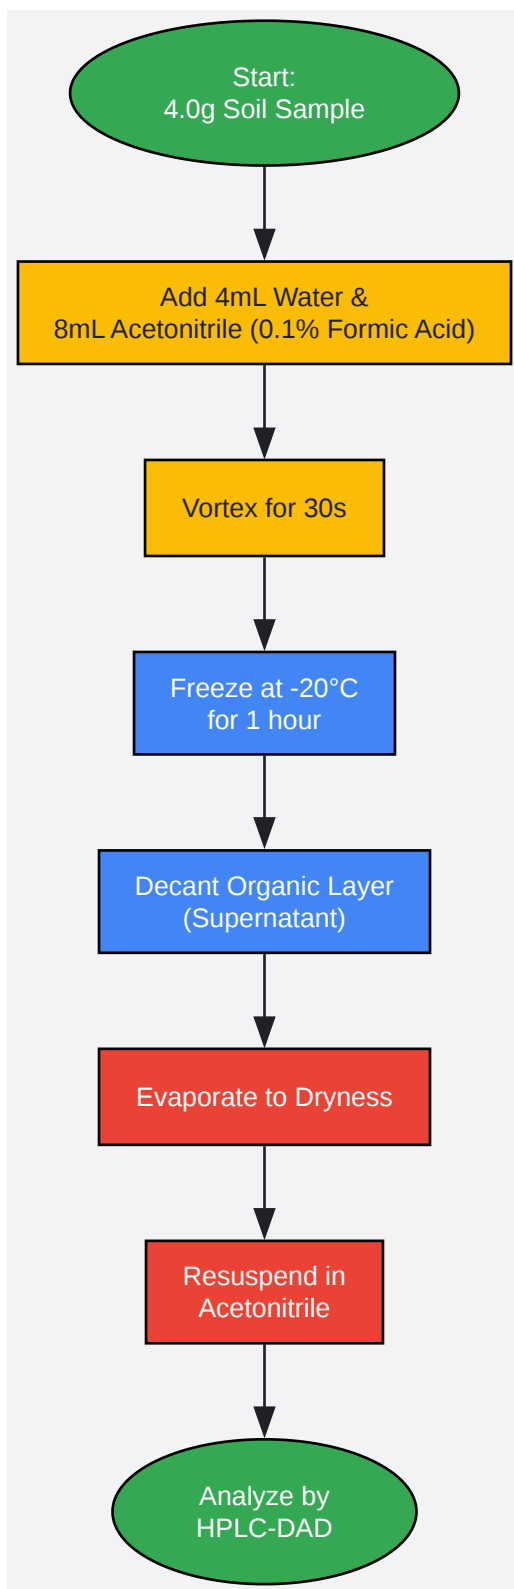 Start:
4.0g Soil Sample
Add 4mL Water &
8mL Acetonitrile (0.1% Formic Acid)
Vortex for 30s
Freeze at -20°C
for 1 hour
Decant Organic Layer
(Supernatant)
Evaporate to Dryness
Resuspend in
Acetonitrile
Analyze by
HPLC-DAD